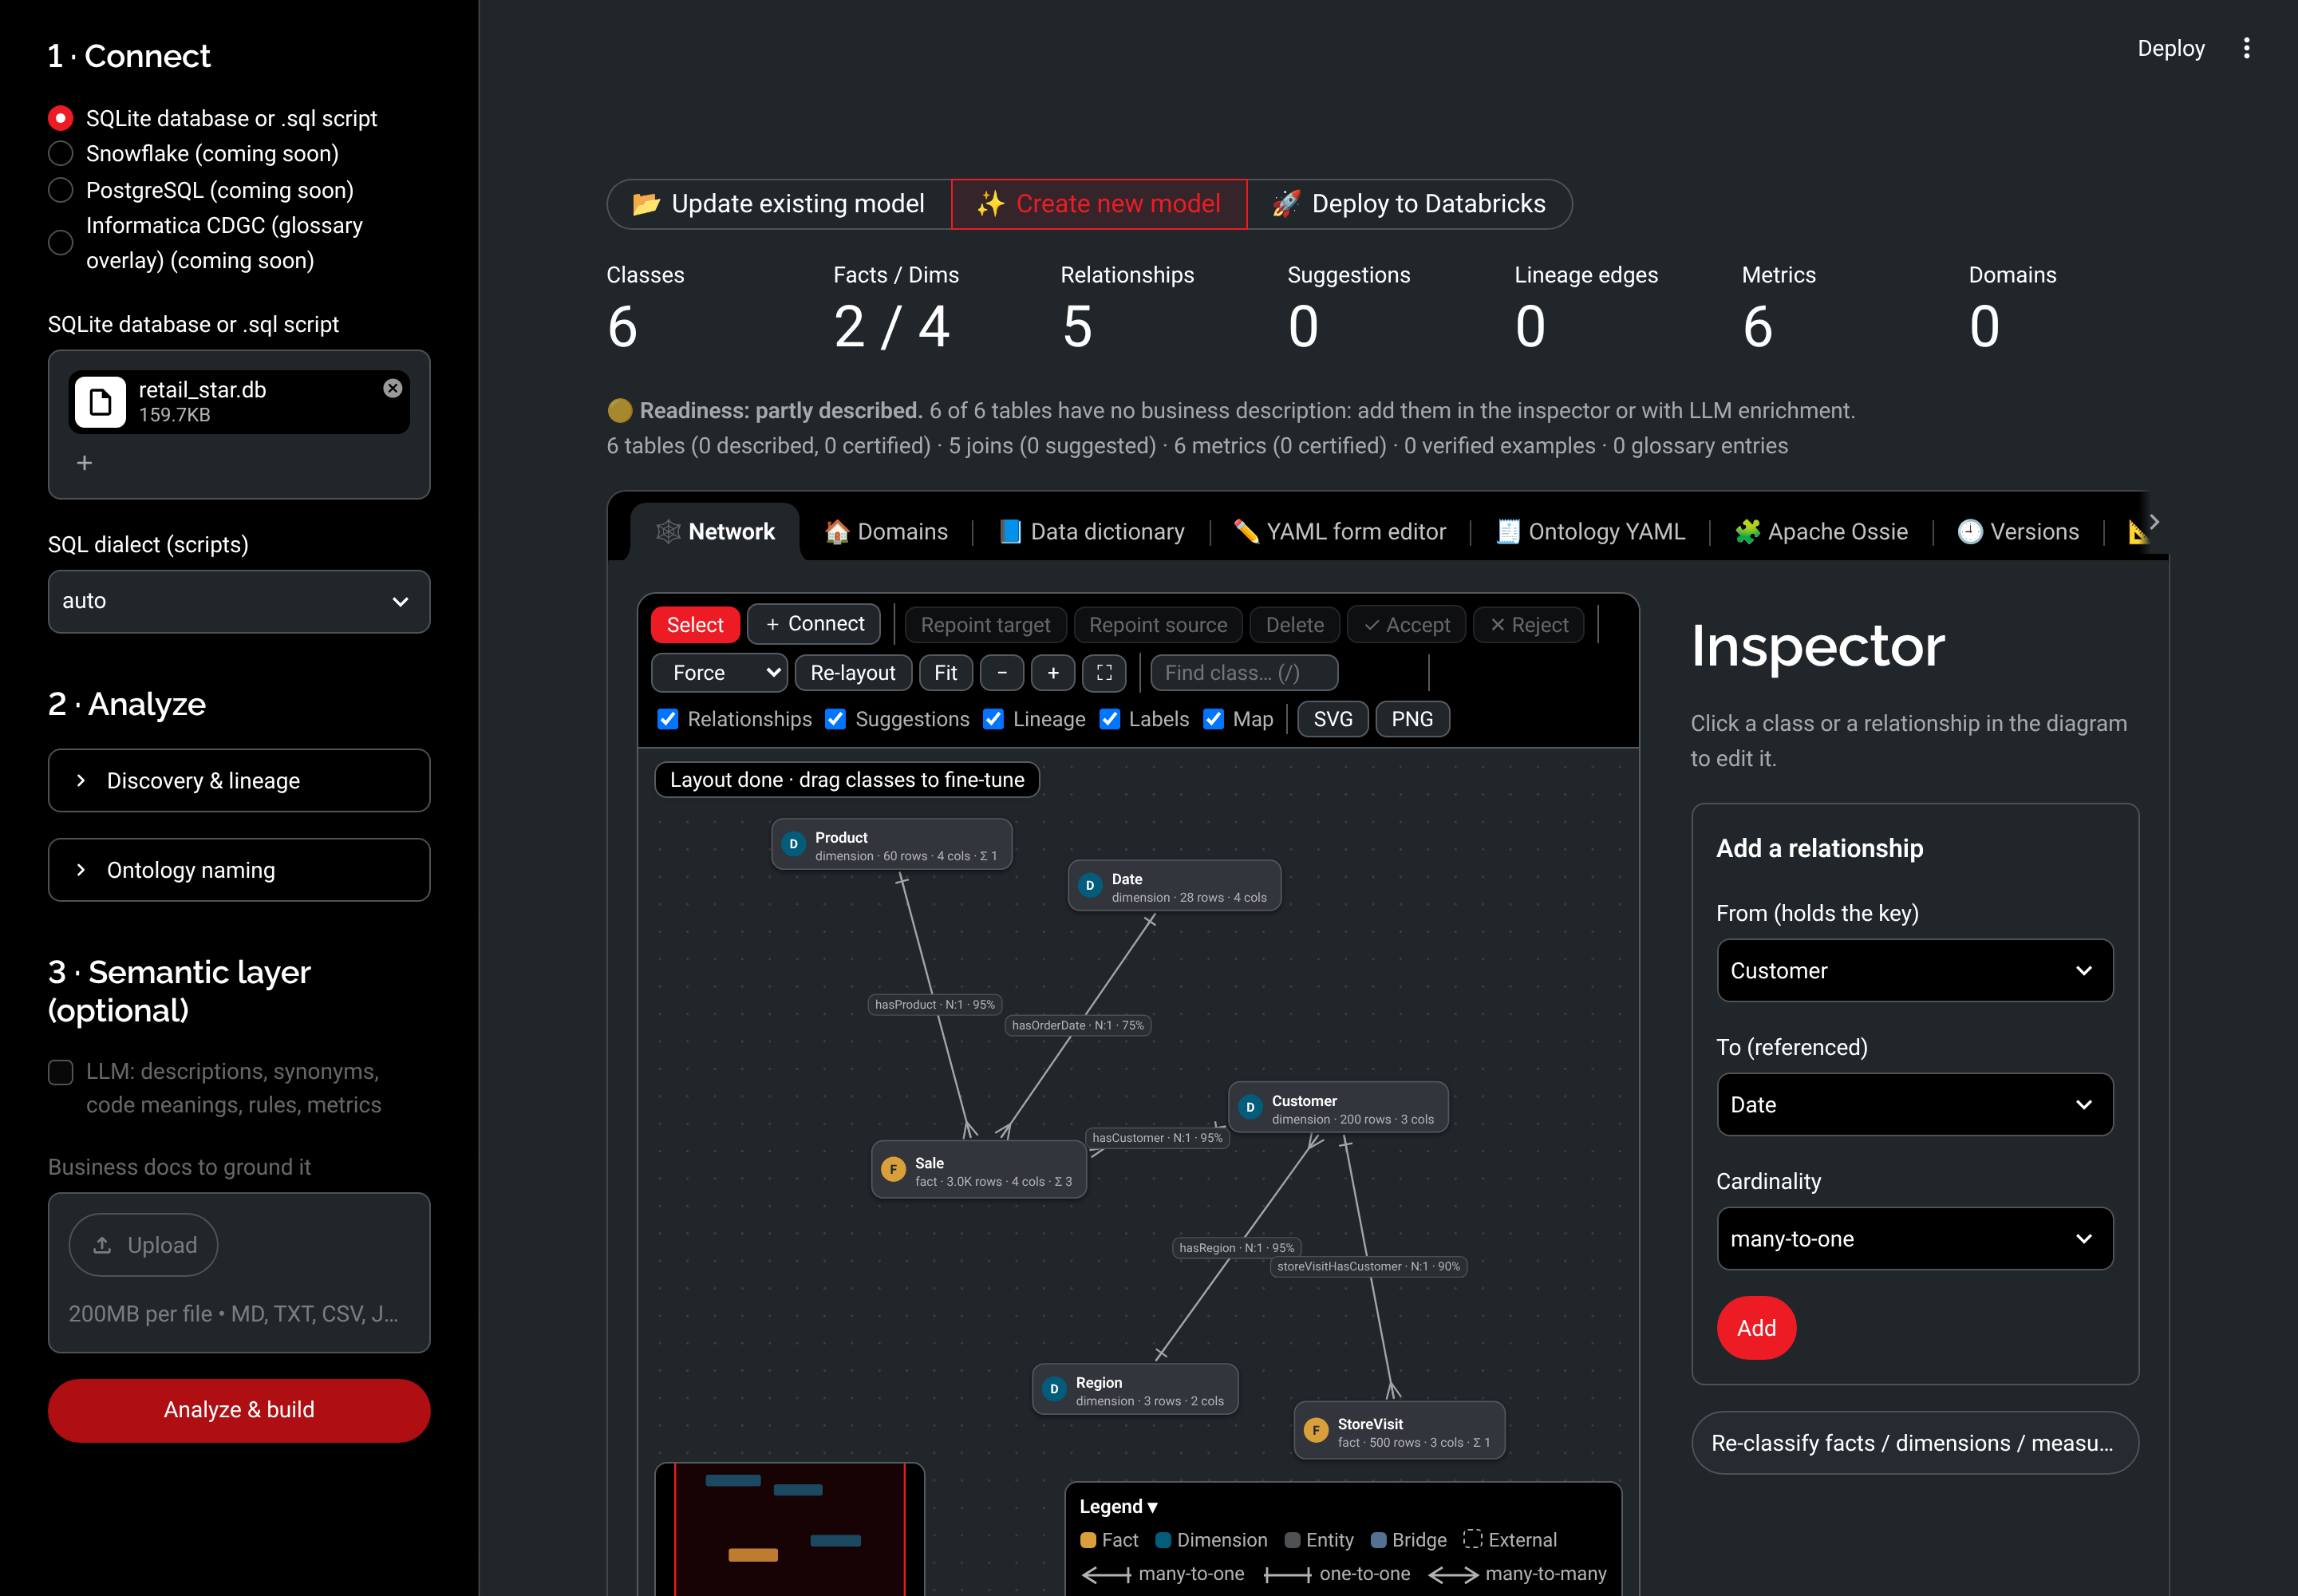 1 · Connect
SQLite database or .sql script
Snowflake (coming soon)
PostgreSQL (coming soon)
Informatica CDGC (glossary
overlay) (coming soon)
SQLite database or .sql script
retail_star.db
159.7KB
SQL dialect (scripts)
auto
2 · Analyze
Discovery & lineage
Ontology naming
3 · Semantic layer
(optional)
LLM: descriptions, synonyms,
code meanings, rules, metrics
Business docs to ground it
Upload
200MB per file • MD, TXT, CSV, J...
Analyze & build
Deploy
Update existing model
Create new model
Deploy to Databricks
Classes
6
Facts / Dims
2 / 4
Relationships
5
Suggestions
0
Lineage edges
0
Metrics
6
Domains
0
Readiness: partly described. 6 of 6 tables have no business description: add them in the inspector or with LLM enrichment.
6 tables (0 described, 0 certified) · 5 joins (0 suggested) · 6 metrics (0 certified) · 0 verified examples · 0 glossary entries
Network
Domains
Data dictionary
YAML form editor
Ontology YAML
Apache Ossie
Versions
Select
+ Connect
Repoint target
Repoint source
Delete
✓ Accept
✕ Reject
Force
Re-layout
Fit
−
+
Find class... (/)
Relationships
Suggestions
Lineage
Labels
Map
SVG
PNG
Layout done · drag classes to fine-tune
D
Product
dimension · 60 rows · 4 cols · Σ 1
D
Date
dimension · 28 rows · 4 cols
hasProduct · N:1 · 95%
hasOrderDate · N:1 · 75%
D
Customer
dimension · 200 rows · 3 cols
hasCustomer · N:1 · 95%
F
Sale
fact · 3.0K rows · 4 cols · Σ 3
hasRegion · N:1 · 95%
storeVisitHasCustomer · N:1 · 90%
D
Region
dimension · 3 rows · 2 cols
F
StoreVisit
fact · 500 rows · 3 cols · Σ 1
Legend ▾
Fact
Dimension
Entity
Bridge
External
many-to-one
one-to-one
many-to-many
Inspector
Click a class or a relationship in the diagram
to edit it.
Add a relationship
From (holds the key)
Customer
To (referenced)
Date
Cardinality
many-to-one
Add
Re-classify facts / dimensions / measu...